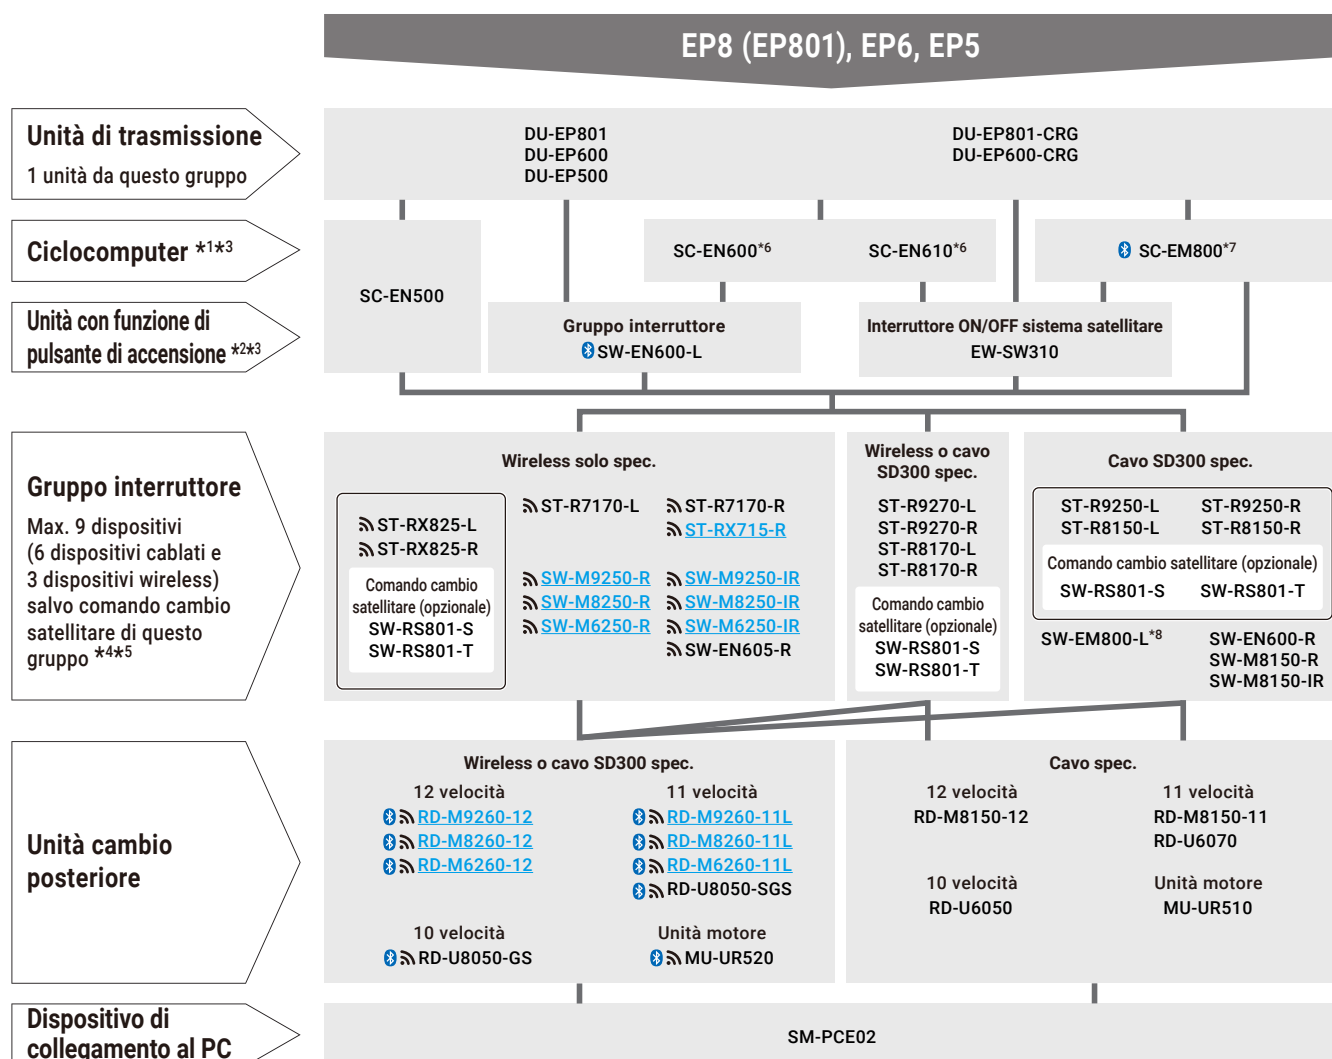 EP8 (EP801), EP6, EP5
Unità di trasmissione
1 unità da questo gruppo
DU-EP801
DU-EP600
DU-EP500
DU-EP801-CRG
DU-EP600-CRG
Ciclocomputer *1*3
SC-EN500
SC-EN600*6
SC-EN610*6
SC-EM800*7
Unità con funzione di
pulsante di accensione *2*3
Gruppo interruttore
SW-EN600-L
Interruttore ON/OFF sistema satellitare
EW-SW310
Gruppo interruttore
Max. 9 dispositivi
(6 dispositivi cablati e
3 dispositivi wireless)
salvo comando cambio
satellitare di questo
gruppo *4*5
Wireless solo spec.
ST-RX825-L
ST-RX825-R
Comando cambio
satellitare (opzionale)
SW-RS801-S
SW-RS801-T
ST-R7170-L
ST-R7170-R
ST-RX715-R
SW-M9250-R
SW-M9250-IR
SW-M8250-R
SW-M8250-IR
SW-M6250-R
SW-M6250-IR
SW-EN605-R
Wireless o cavo
SD300 spec.
ST-R9270-L
ST-R9270-R
ST-R8170-L
ST-R8170-R
Comando cambio
satellitare (opzionale)
SW-RS801-S
SW-RS801-T
Cavo SD300 spec.
ST-R9250-L
ST-R9250-R
ST-R8150-L
ST-R8150-R
Comando cambio satellitare (opzionale)
SW-RS801-S
SW-RS801-T
SW-EM800-L*8
SW-EN600-R
SW-M8150-R
SW-M8150-IR
Unità cambio
posteriore
Wireless o cavo SD300 spec.
12 velocità
RD-M9260-12
RD-M8260-12
RD-M6260-12
11 velocità
RD-M9260-11L
RD-M8260-11L
RD-M6260-11L
RD-U8050-SGS
10 velocità
RD-U8050-GS
Unità motore
MU-UR520
Cavo spec.
12 velocità
RD-M8150-12
11 velocità
RD-M8150-11
RD-U6070
10 velocità
RD-U6050
Unità motore
MU-UR510
Dispositivo di
collegamento al PC
SM-PCE02